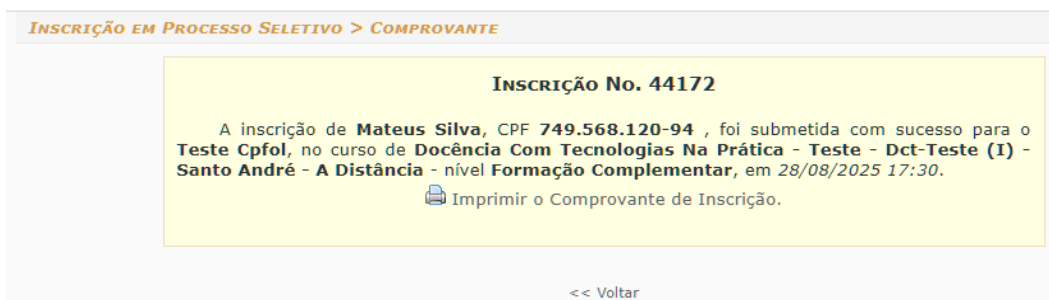 Inscrição em Processo Seletivo > Comprovante
Inscrição No. 44172
A inscrição de Mateus Silva, CPF 749.568.120-94 , foi submetida com sucesso para o
Teste Cpfol, no curso de Docência Com Tecnologias Na Prática - Teste - Dct-Teste (I) -
Santo André - A Distância - nível Formação Complementar, em 28/08/2025 17:30.
Imprimir o Comprovante de Inscrição.
<< Voltar